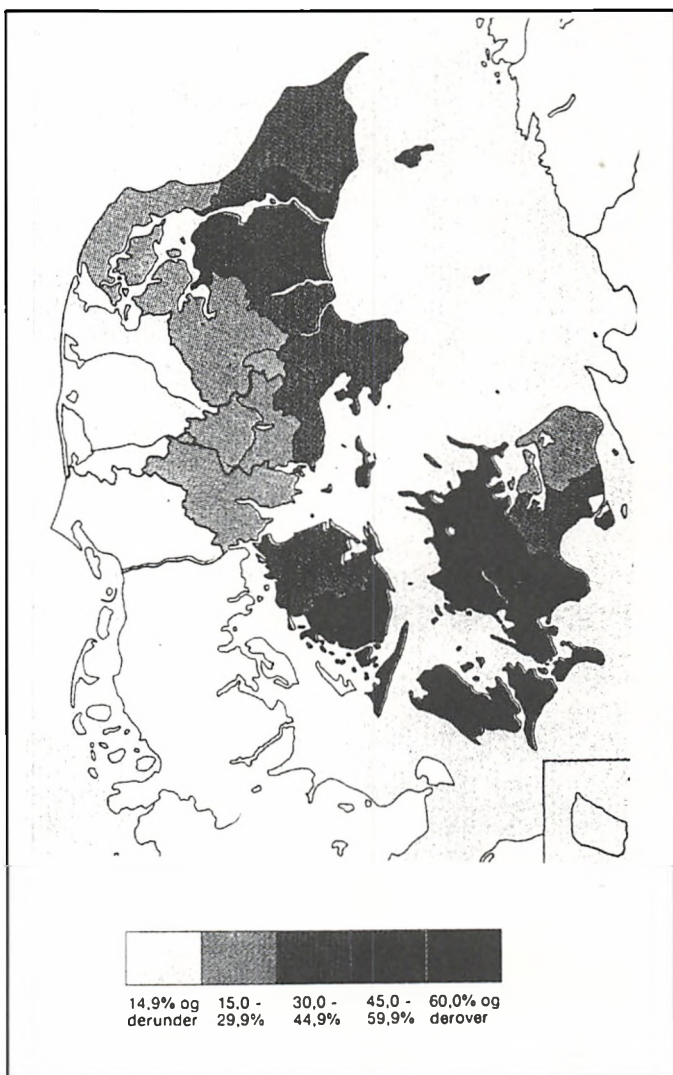 14,9% og 15,0 - 30,0 - 45,0 - 60,0% og
derunder 29,9% 44,9% 59,9% derover